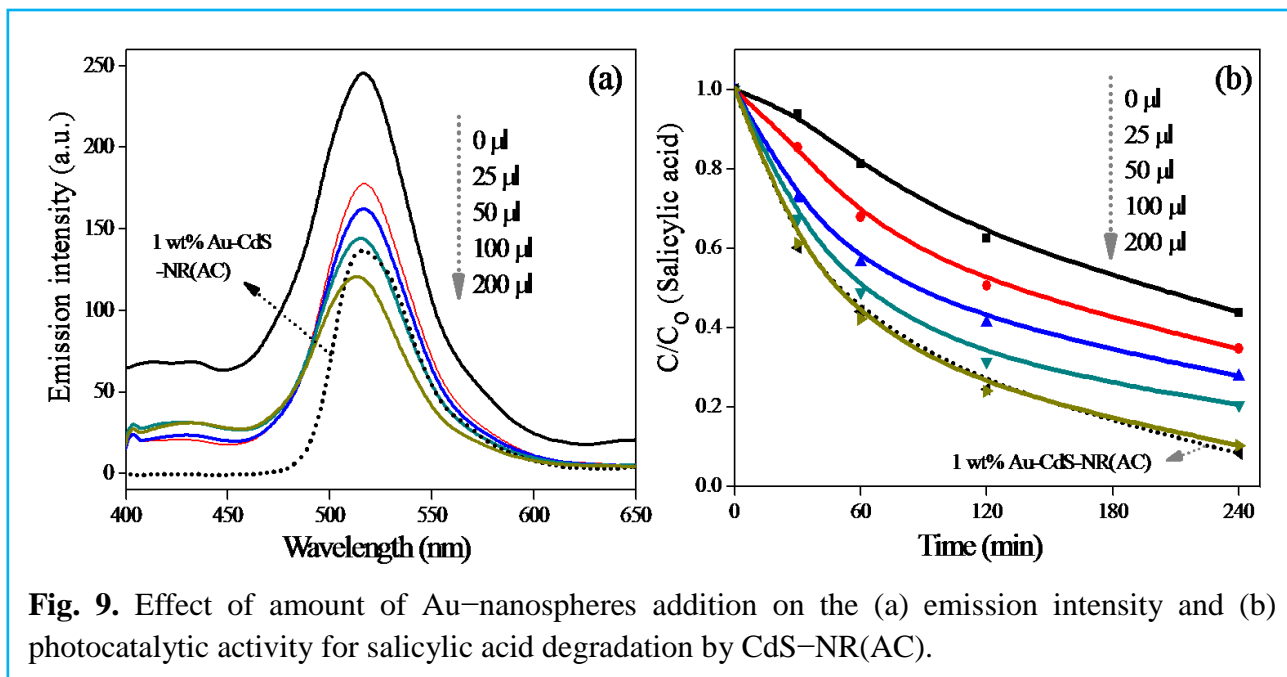 (a)
250
200
150
100
50
0
Emission intensity (a.u.)
0 µl
25 µl
50 µl
100 µl
200 µl
1 wt% Au-CdS
-NR(AC)
400 450 500 550 600 650
Wavelength (nm)
(b)
1.0
0.8
0.6
0.4
0.2
0.0
C/Co (Salicylic acid)
0 µl
25 µl
50 µl
100 µl
200 µl
1 wt% Au-CdS-NR(AC)
0 60 120 180 240
Time (min)
Fig. 9. Effect of amount of Au−nanospheres addition on the (a) emission intensity and (b)
photocatalytic activity for salicylic acid degradation by CdS−NR(AC).